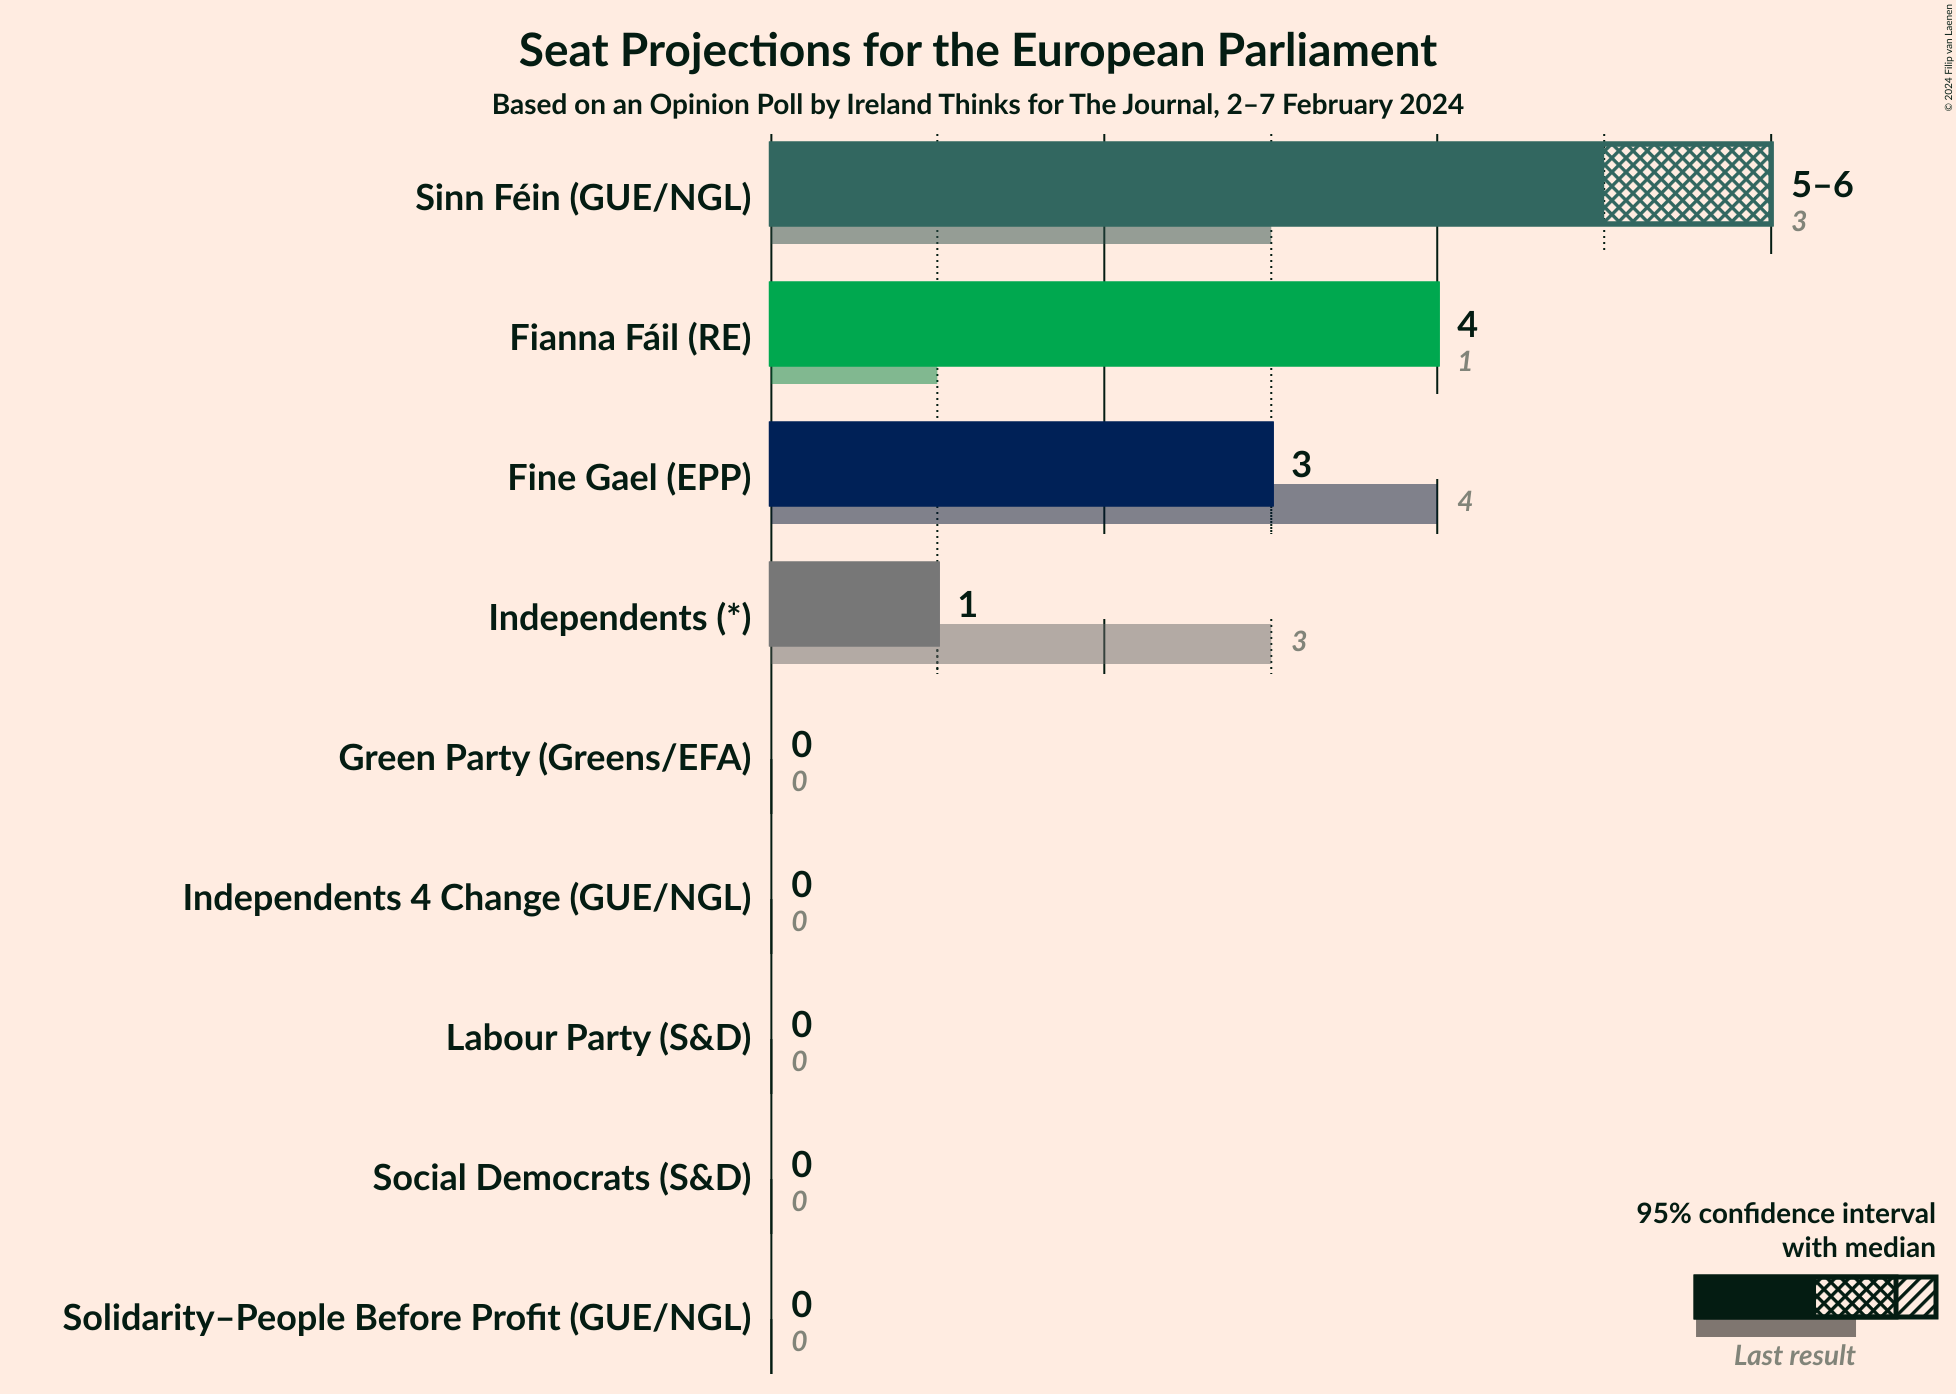 Seat Projections for the European Parliament
Based on an Opinion Poll by Ireland Thinks for The Journal, 2–7 February 2024
© 2024 Filip van Laenen
Sinn Féin (GUE/NGL)
5–6
3
Fianna Fáil (RE)
4
1
Fine Gael (EPP)
3
4
Independents (*)
1
3
Green Party (Greens/EFA)
0
0
Independents 4 Change (GUE/NGL)
0
0
Labour Party (S&D)
0
0
Social Democrats (S&D)
0
0
Solidarity–People Before Profit (GUE/NGL)
0
0
95% confidence interval
with median
Last result